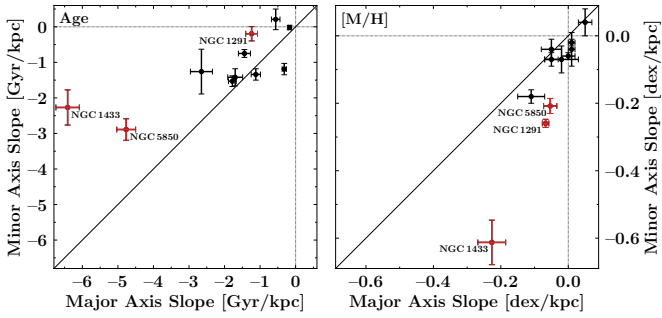 Age
NGC 1291
NGC 1433
NGC 5850
0
−1
−2
−3
−4
−5
−6
−6 −5 −4 −3 −2 −1 0
Minor Axis Slope [Gyr/kpc]
Major Axis Slope [Gyr/kpc]
[M/H]
NGC 5850
NGC 1291
NGC 1433
0.0
−0.2
−0.4
−0.6
−0.6 −0.4 −0.2 0.0
Minor Axis Slope [dex/kpc]
Major Axis Slope [dex/kpc]